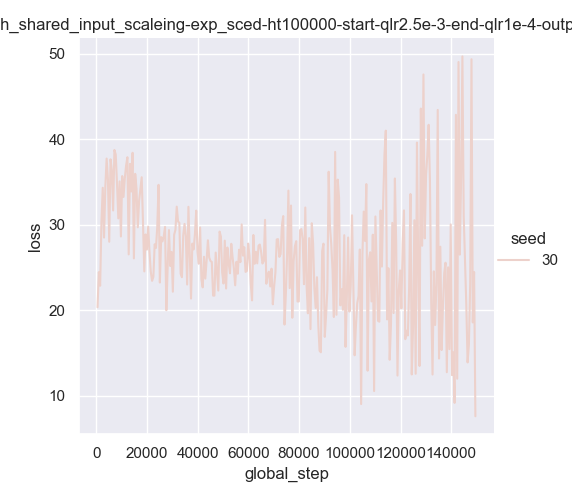 h_shared_input_scaleing-exp_sced-ht100000-start-qlr2.5e-3-end-qlr1e-4-outp
50
40
30
20
10
loss
0 20000 40000 60000 80000 100000 120000 140000
global_step
seed
30